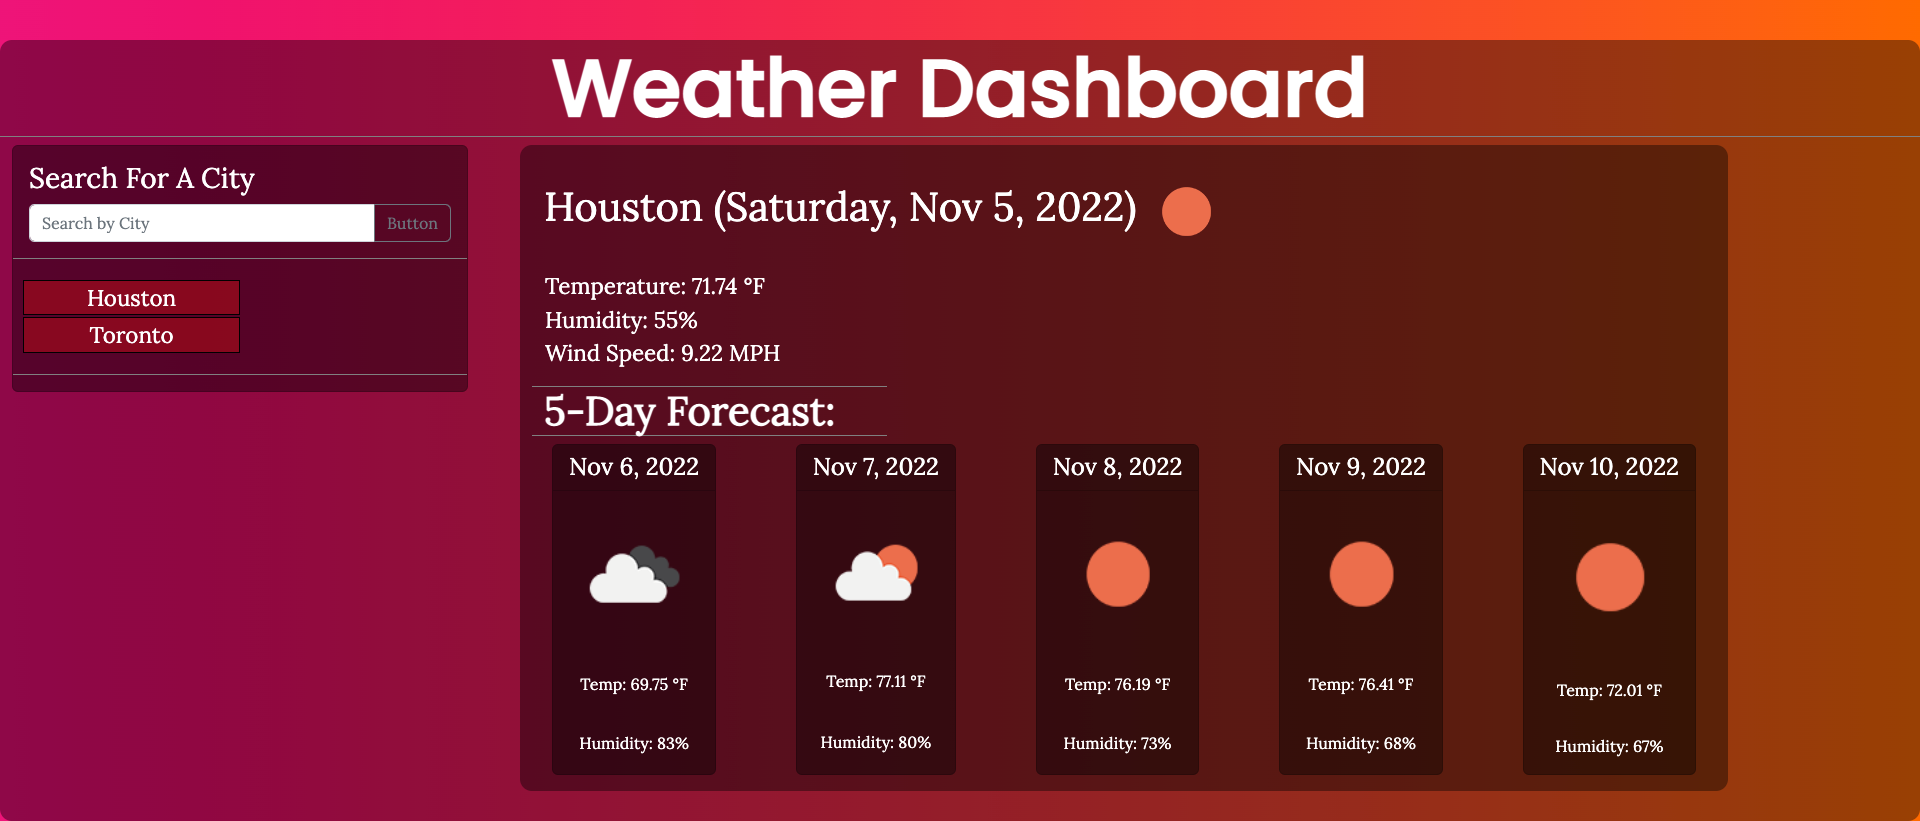 Weather Dashboard
Search For A City
Search by City
Button
Houston
Toronto
Houston (Saturday, Nov 5, 2022)
Temperature: 71.74 °F
Humidity: 55%
Wind Speed: 9.22 MPH
5-Day Forecast:
Nov 6, 2022
Temp: 69.75 °F
Humidity: 83%
Nov 7, 2022
Temp: 77.11 °F
Humidity: 80%
Nov 8, 2022
Temp: 76.19 °F
Humidity: 73%
Nov 9, 2022
Temp: 76.41 °F
Humidity: 68%
Nov 10, 2022
Temp: 72.01 °F
Humidity: 67%